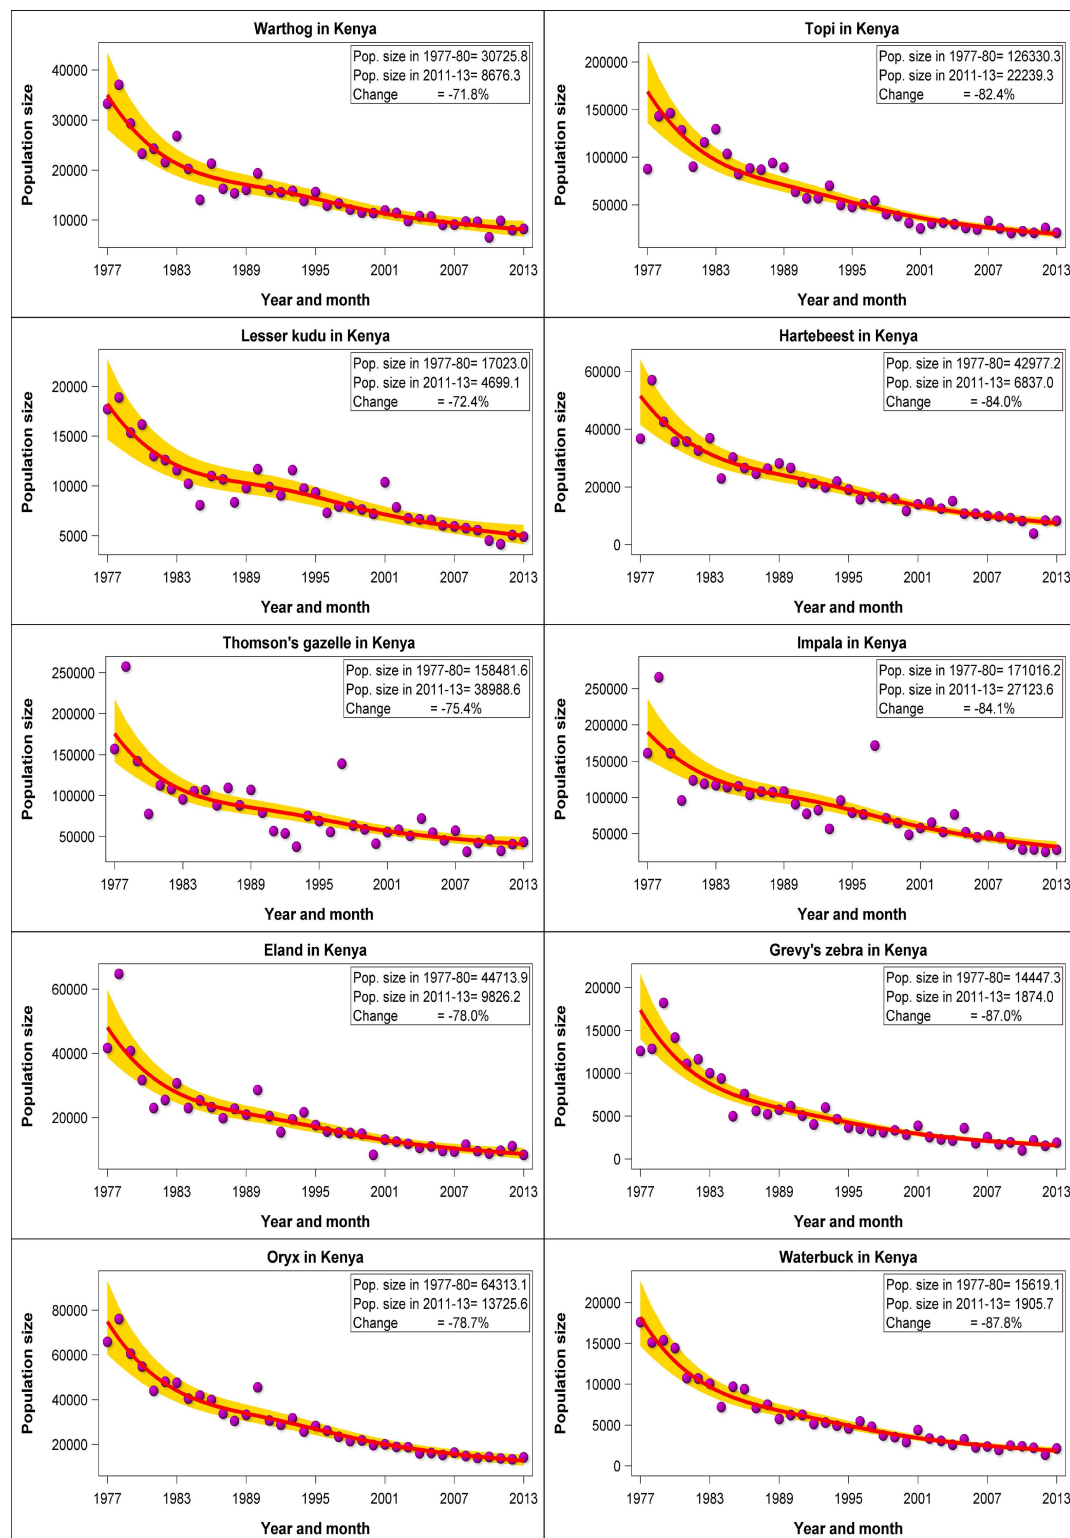 Warthog in Kenya
Pop. size in 1977-80= 30725.8
Pop. size in 2011-13= 8676.3
Change = -71.8%
Population size
40000
30000
20000
10000
1977 1983 1989 1995 2001 2007 2013
Year and month
Topi in Kenya
Pop. size in 1977-80= 126330.3
Pop. size in 2011-13= 22239.3
Change = -82.4%
Population size
200000
150000
100000
50000
1977 1983 1989 1995 2001 2007 2013
Year and month
Lesser kudu in Kenya
Pop. size in 1977-80= 17023.0
Pop. size in 2011-13= 4699.1
Change = -72.4%
Population size
20000
15000
10000
5000
1977 1983 1989 1995 2001 2007 2013
Year and month
Hartebeest in Kenya
Pop. size in 1977-80= 42977.2
Pop. size in 2011-13= 6837.0
Change = -84.0%
Population size
60000
40000
20000
0
1977 1983 1989 1995 2001 2007 2013
Year and month
Thomson's gazelle in Kenya
Pop. size in 1977-80= 158481.6
Pop. size in 2011-13= 38988.6
Change = -75.4%
Population size
250000
200000
150000
100000
50000
1977 1983 1989 1995 2001 2007 2013
Year and month
Impala in Kenya
Pop. size in 1977-80= 171016.2
Pop. size in 2011-13= 27123.6
Change = -84.1%
Population size
250000
200000
150000
100000
50000
1977 1983 1989 1995 2001 2007 2013
Year and month
Eland in Kenya
Pop. size in 1977-80= 44713.9
Pop. size in 2011-13= 9826.2
Change = -78.0%
Population size
60000
40000
20000
1977 1983 1989 1995 2001 2007 2013
Year and month
Grevy's zebra in Kenya
Pop. size in 1977-80= 14447.3
Pop. size in 2011-13= 1874.0
Change = -87.0%
Population size
20000
15000
10000
5000
0
1977 1983 1989 1995 2001 2007 2013
Year and month
Oryx in Kenya
Pop. size in 1977-80= 64313.1
Pop. size in 2011-13= 13725.6
Change = -78.7%
Population size
80000
60000
40000
20000
1977 1983 1989 1995 2001 2007 2013
Year and month
Waterbuck in Kenya
Pop. size in 1977-80= 15619.1
Pop. size in 2011-13= 1905.7
Change = -87.8%
Population size
20000
15000
10000
5000
0
1977 1983 1989 1995 2001 2007 2013
Year and month